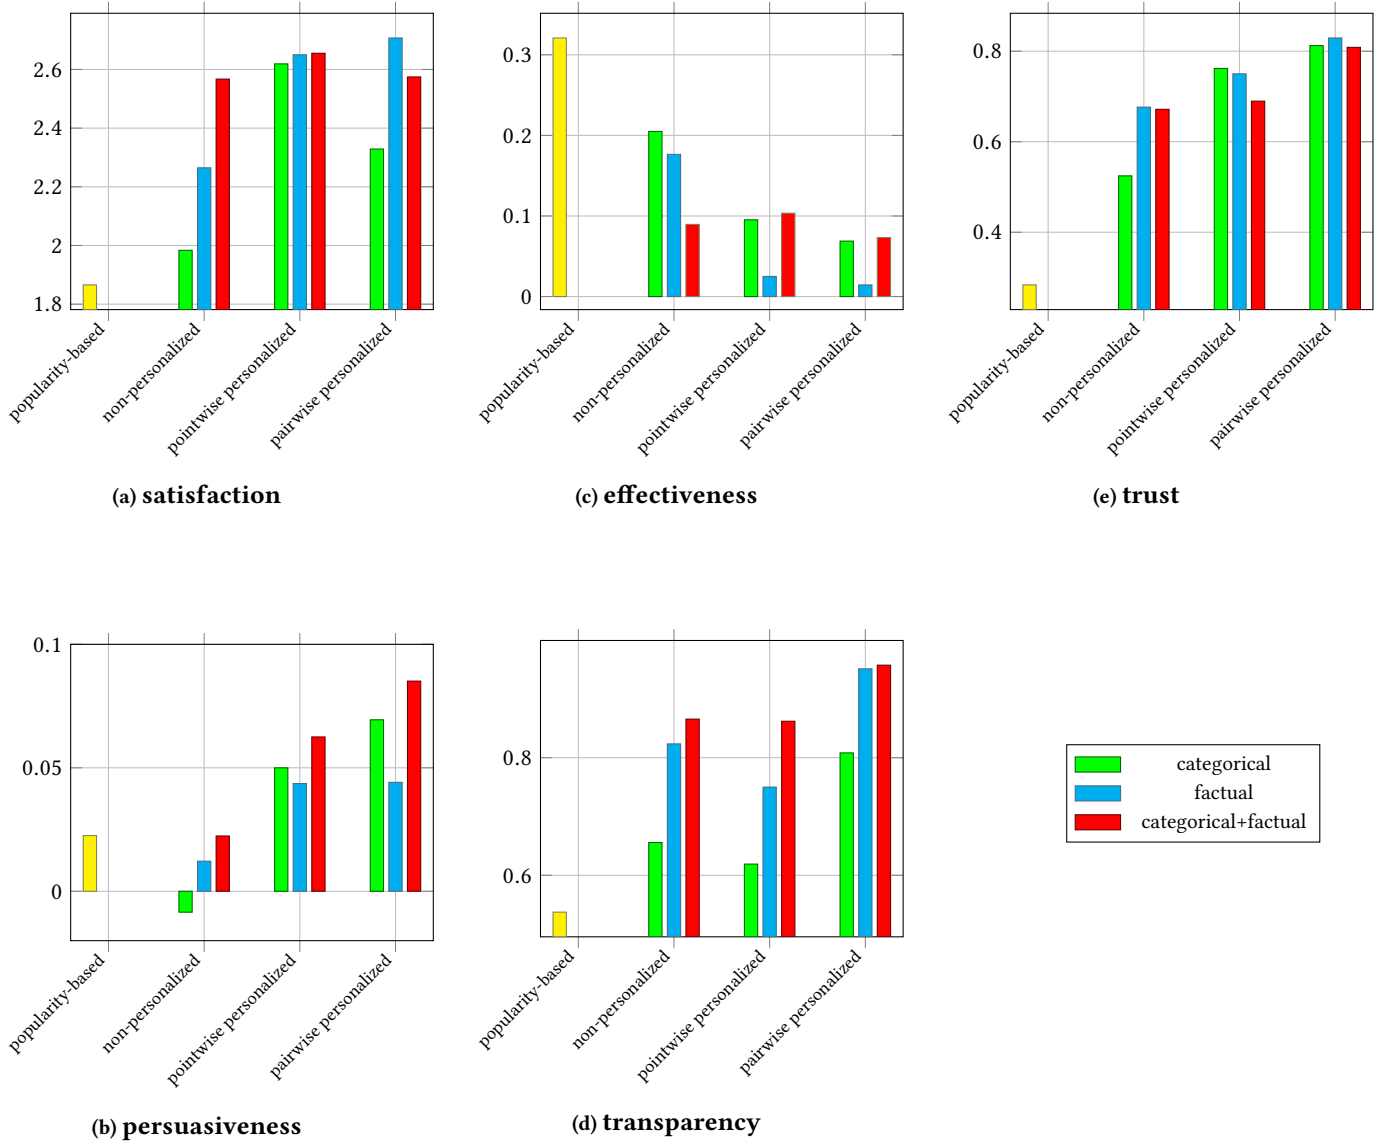 2.6
2.4
2.2
2
1.8
popularity-based
non-personalized
pointwise personalized
pairwise personalized
(a) satisfaction
0.3
0.2
0.1
0
popularity-based
non-personalized
pointwise personalized
pairwise personalized
(c) effectiveness
0.8
0.6
0.4
popularity-based
non-personalized
pointwise personalized
pairwise personalized
(e) trust
0.1
0.05
0
popularity-based
non-personalized
pointwise personalized
pairwise personalized
(b) persuasiveness
0.8
0.6
popularity-based
non-personalized
pointwise personalized
pairwise personalized
(d) transparency
categorical
factual
categorical+factual